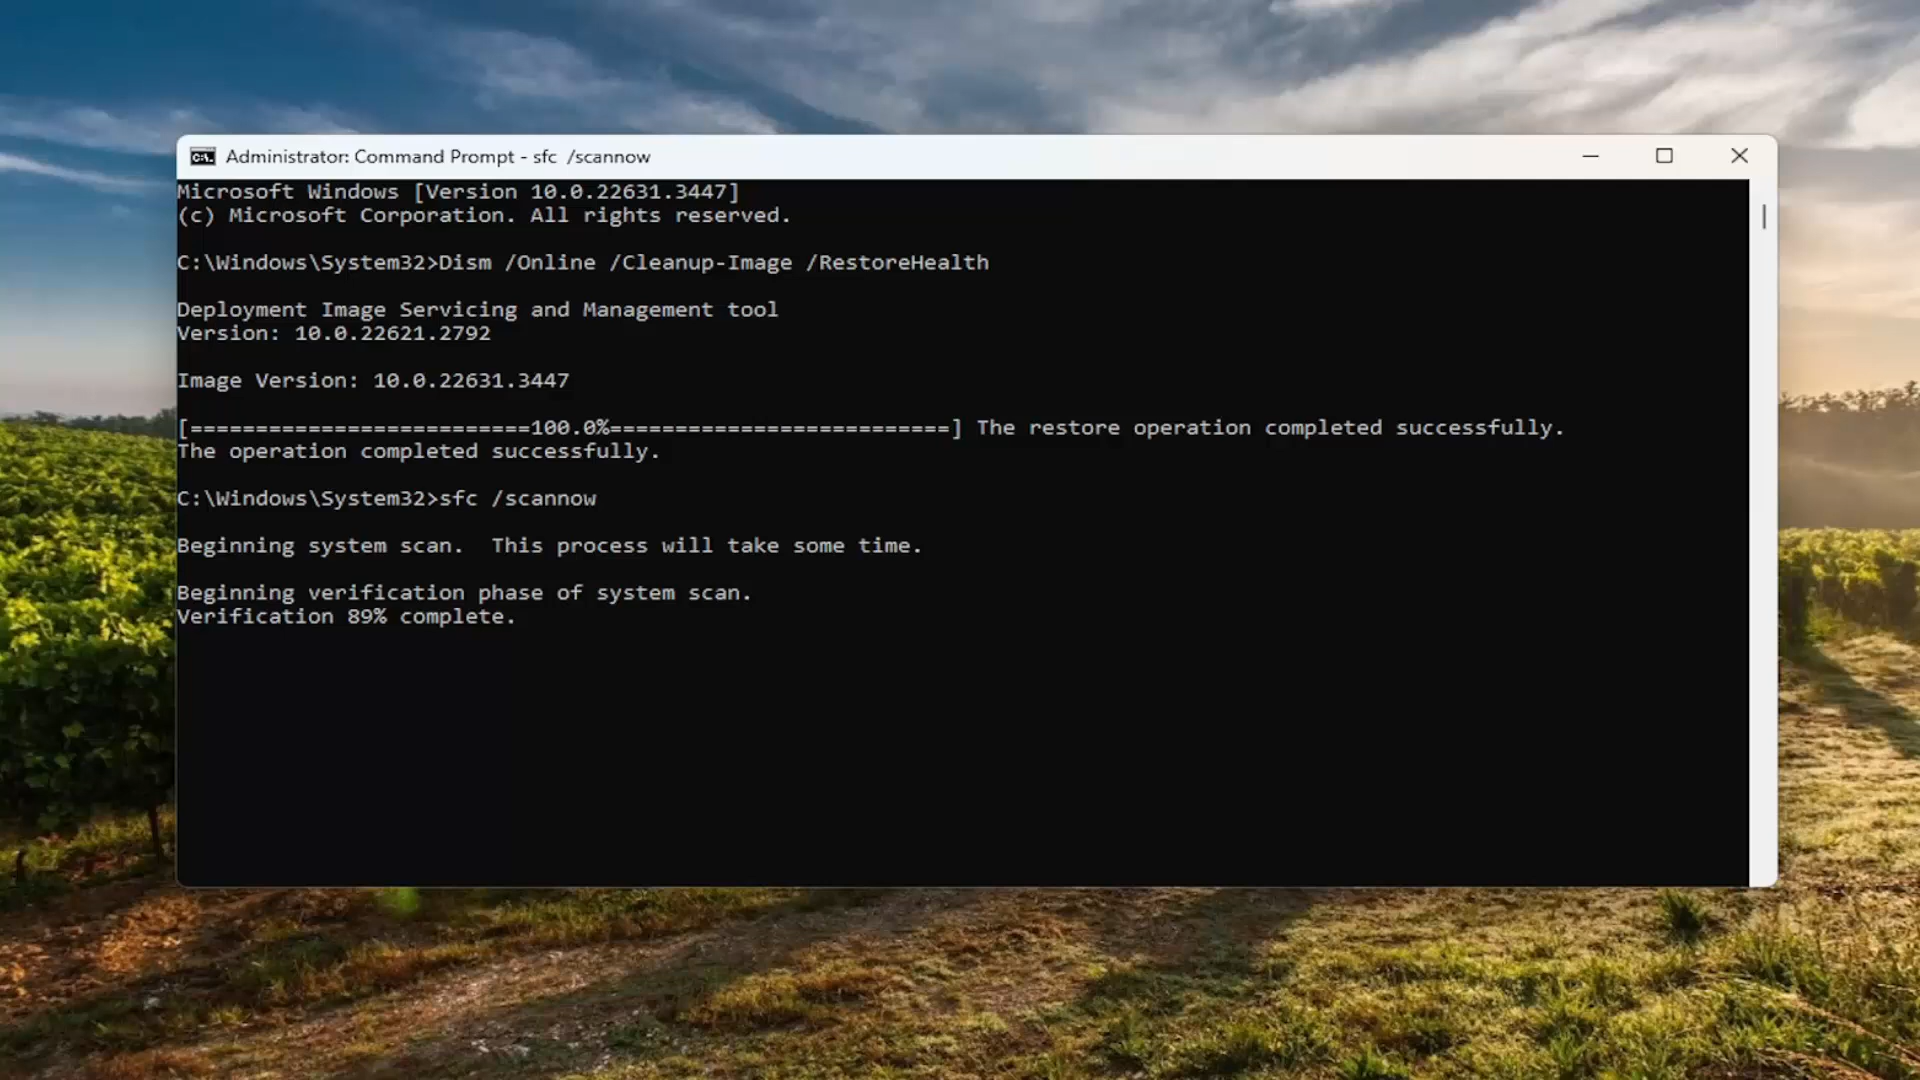 Administrator: Command Prompt - sfc  /scannow
Microsoft Windows [Version 10.0.22631.3447]
(c) Microsoft Corporation. All rights reserved.
C:\Windows\System32>Dism /Online /Cleanup-Image /RestoreHealth
Deployment Image Servicing and Management tool
Version: 10.0.22621.2792
Image Version: 10.0.22631.3447
[==========================100.0%==========================] The restore operation completed successfully.
The operation completed successfully.
C:\Windows\System32>sfc /scannow
Beginning system scan.  This process will take some time.
Beginning verification phase of system scan.
Verification 89% complete.